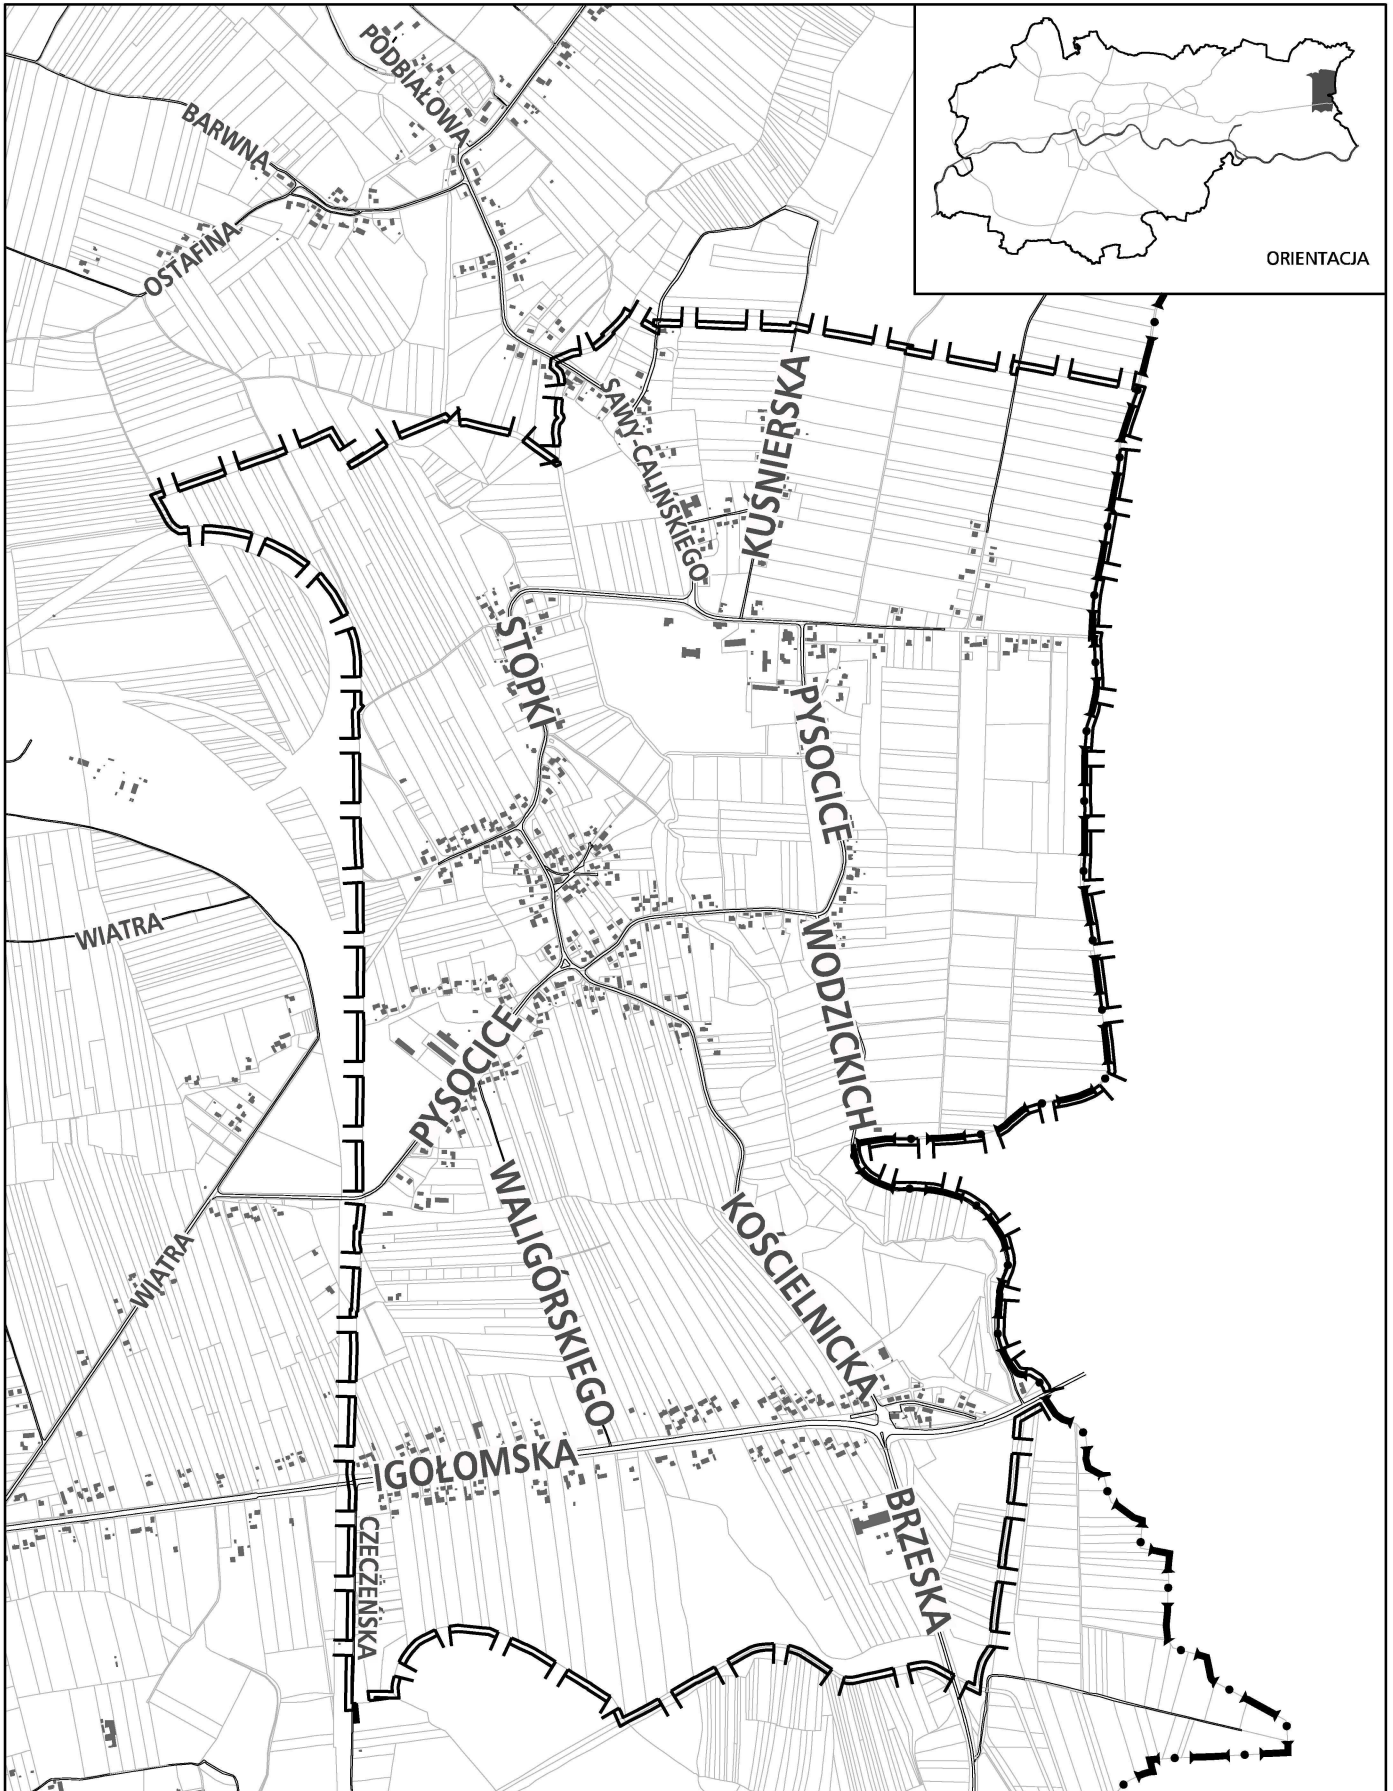 PODBIAŁOWA
BARWNA
OSTAFINA
ORIENTACJA
SAWY-CALIŃSKIEGO
KUŚNIERSKA
STOPKI
PYSOCICE
WIATRA
WODZICKICH
PYSOCICE
WALIGÓRSKIEGO
KOŚCIELNICKA
WIATRA
IGOŁOMSKA
BRZESKA
CZECZEŃSKA